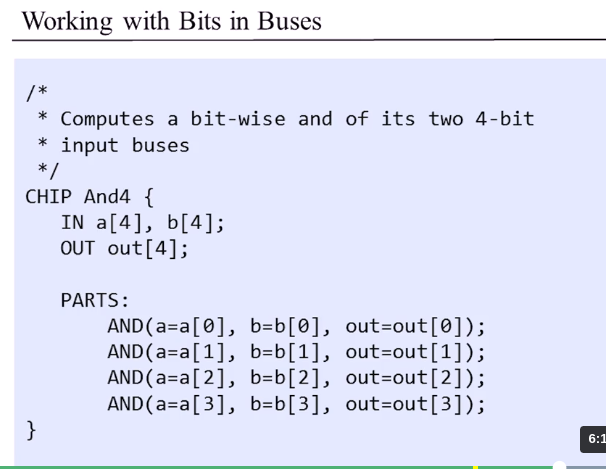 Working with Bits in Buses
/*
* Computes a bit-wise and of its two 4-bit
* input buses
*/
CHIP And4 {
IN a[4], b[4];
OUT out[4];
PARTS:
AND(a=a[0], b=b[0], out=out[0]);
AND(a=a[1], b=b[1], out=out[1]);
AND(a=a[2], b=b[2], out=out[2]);
AND(a=a[3], b=b[3], out=out[3]);
}